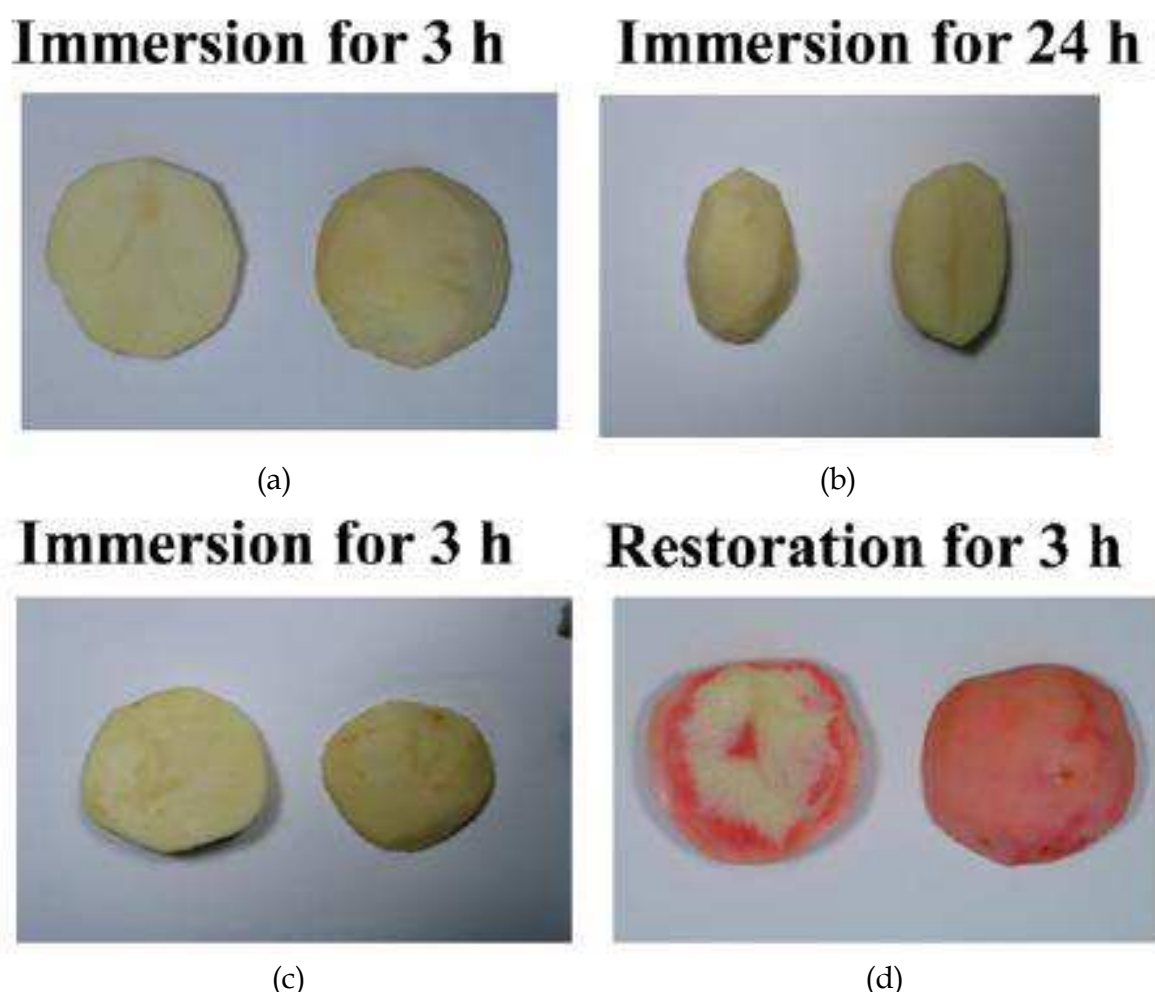 Immersion for 3 h
Immersion for 24 h
(a)
(b)
Immersion for 3 h
Restoration for 3 h
(c)
(d)